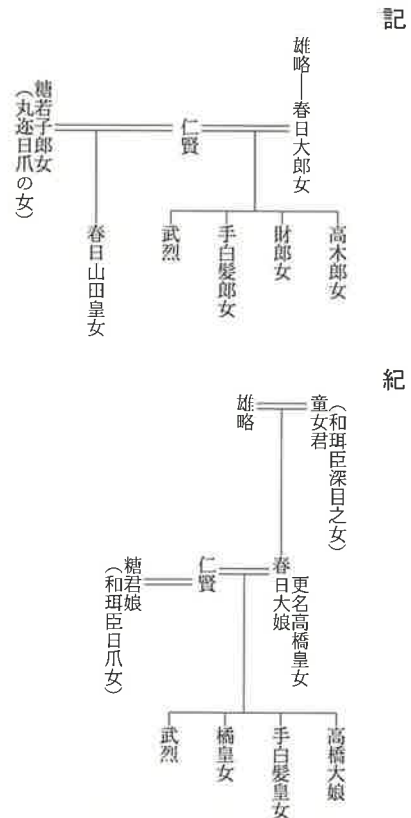 記
雄略
春日大郎女
仁賢
糠若子郎女
（丸迩日爪の女）
高木郎女
財郎女
手白髪郎女
武烈
春日山田皇女
紀
童女君
（和珥臣深目之女）
雄略
春日大娘
更名高橋皇女
仁賢
糠君娘
（和珥臣日爪女）
高橋大娘
手白髪皇女
橘皇女
武烈